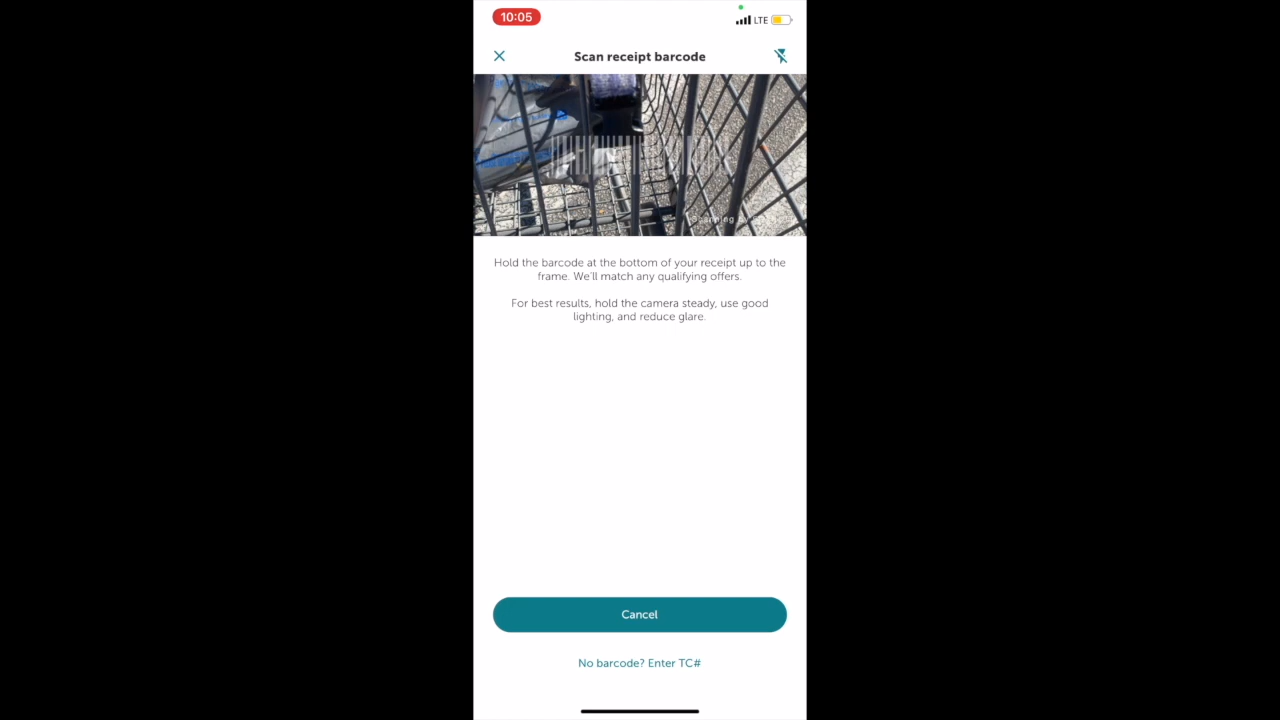 10:05
LTE
Scan receipt barcode
Hold the barcode at the bottom of your receipt up to the
frame. We'll match any qualifying offers.
For best results, hold the camera steady, use good
lighting, and reduce glare.
Cancel
No barcode? Enter TC#